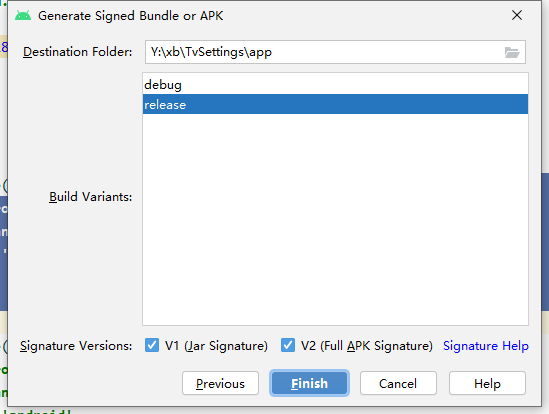 Generate Signed Bundle or APK
Destination Folder: Y:\xb\TvSettings\app
debug
release
Build Variants:
Signature Versions: V1 (Jar Signature) V2 (Full APK Signature) Signature Help
Previous Finish Cancel Help